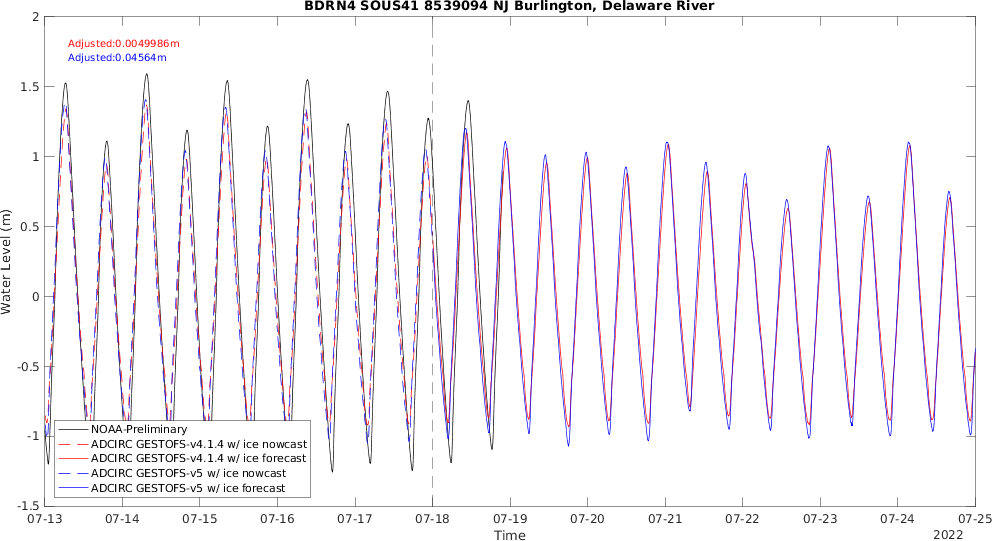 BDRN4 SOUS41 8539094 NJ Burlington, Delaware River
Adjusted:0.0049986m
Adjusted:0.04564m
2
1.5
1
0.5
0
-0.5
-1
-1.5
Water Level (m)
NOAA-Preliminary
ADCIRC GESTOFS-v4.1.4 w/ ice nowcast
ADCIRC GESTOFS-v4.1.4 w/ ice forecast
ADCIRC GESTOFS-v5 w/ ice nowcast
ADCIRC GESTOFS-v5 w/ ice forecast
07-13 07-14 07-15 07-16 07-17 07-18 07-19 07-20 07-21 07-22 07-23 07-24 07-25
Time
2022